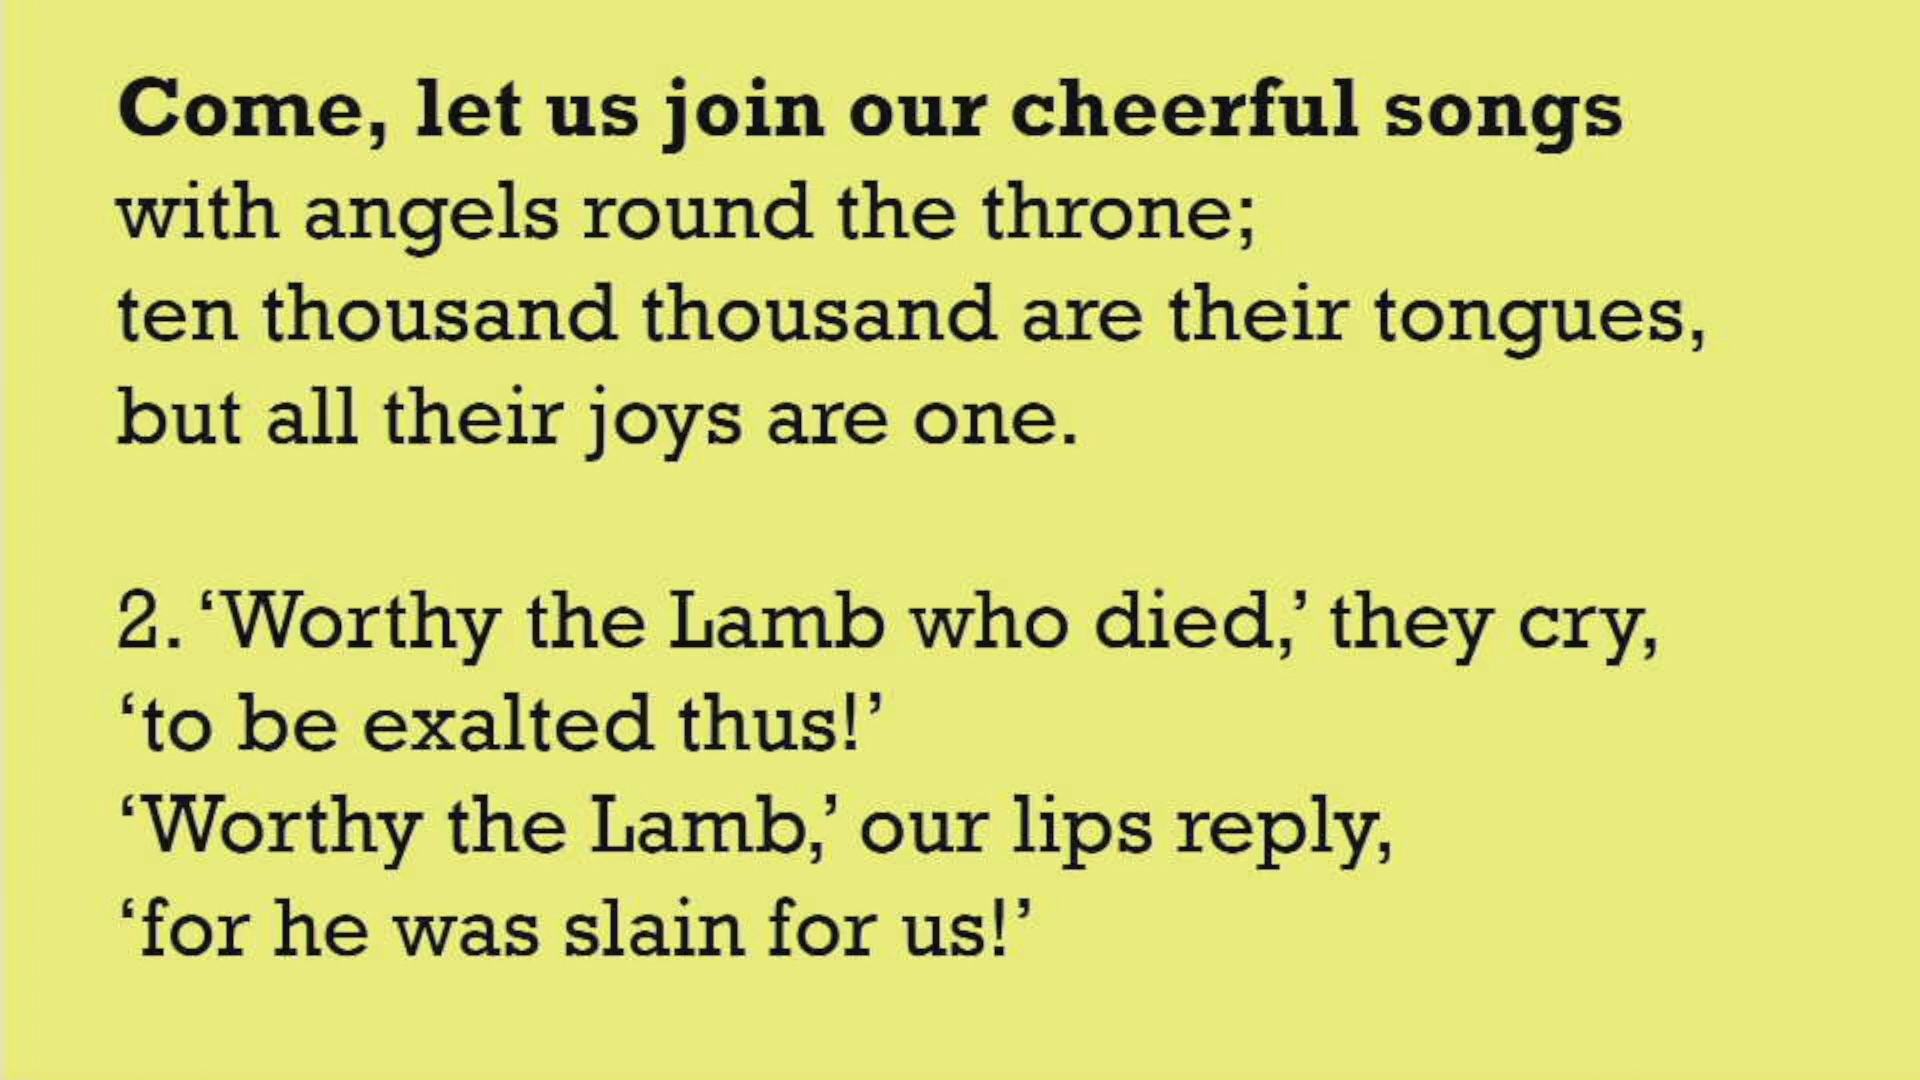 Come, let us join our cheerful songs
with angels round the throne;
ten thousand thousand are their tongues,
but all their joys are one.
2. ‘Worthy the Lamb who died,’ they cry,
‘to be exalted thus!’
‘Worthy the Lamb,’ our lips reply,
‘for he was slain for us!’